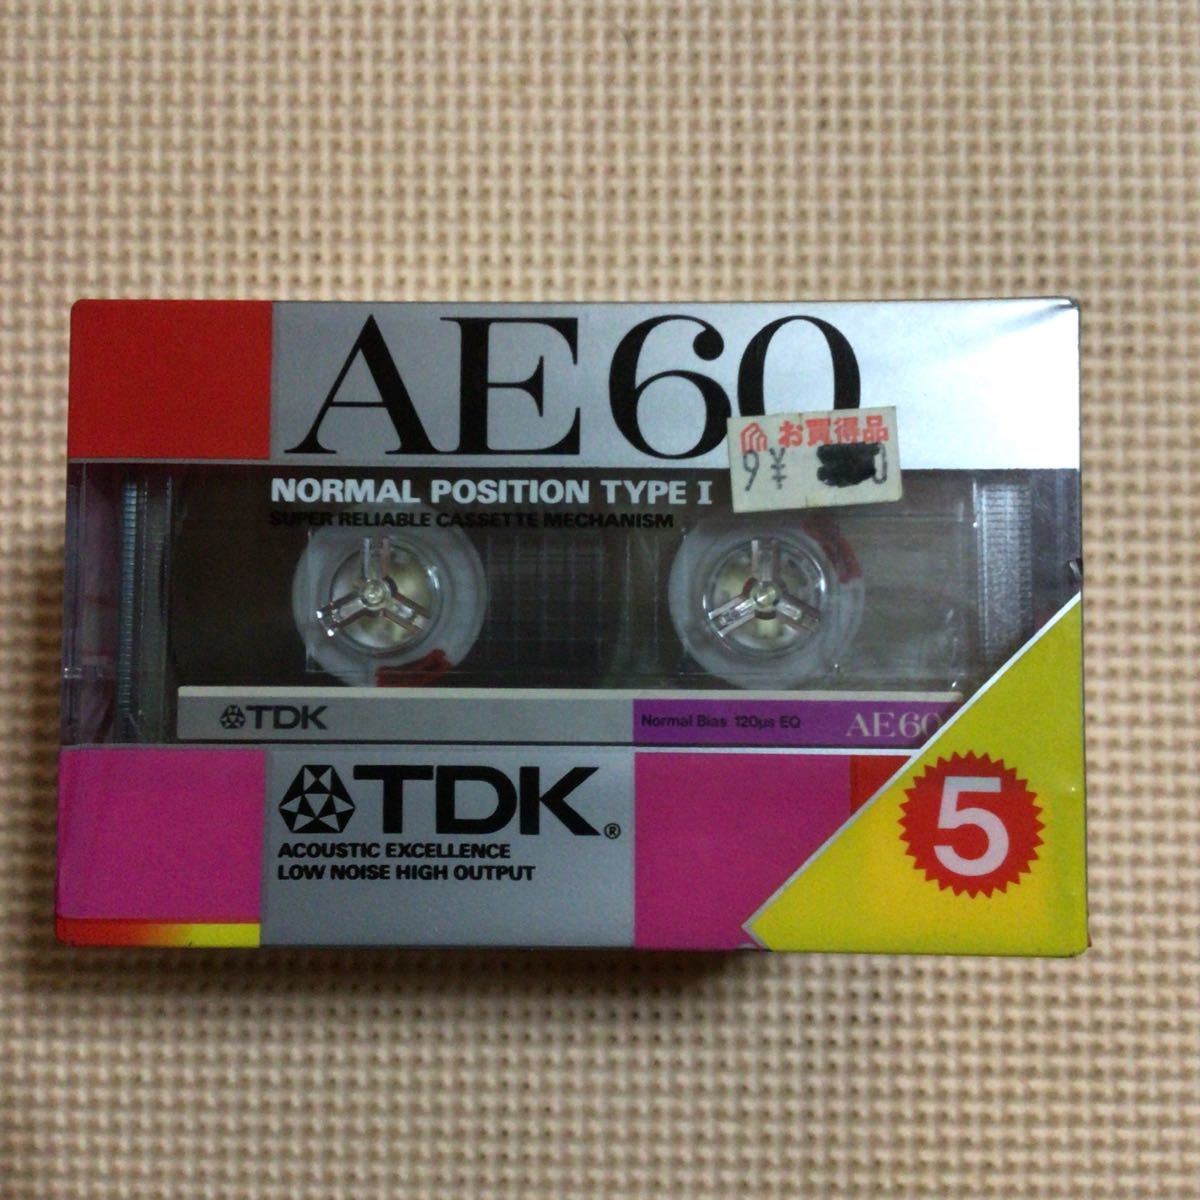 AE60
お買得品
9 ¥ 0
NORMAL POSITION TYPE I
SUPER RELIABLE CASSETTE MECHANISM
TDK
Normal Bias 120μs EQ
AE60
TDK®
ACOUSTIC EXCELLENCE
LOW NOISE HIGH OUTPUT
5